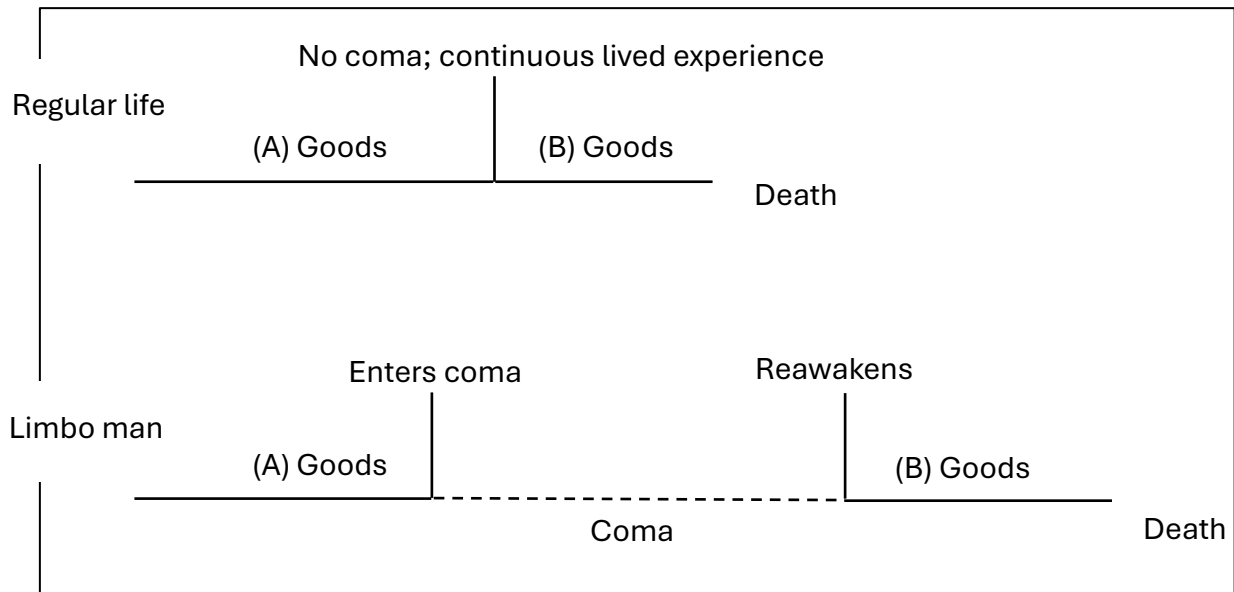 No coma; continuous lived experience
Regular life
(A) Goods
(B) Goods
Death
Enters coma
Reawakens
Limbo man
(A) Goods
(B) Goods
Coma
Death